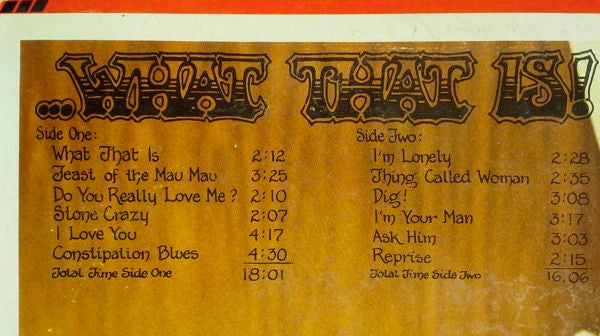 ...WHAT THAT IS!
Side One:
What That Is 2:12
Feast of the Mau Mau 3:25
Do You Really Love Me? 2:10
Stone Crazy 2:07
I Love You 4:17
Constipation Blues 4:30
Total Time Side One 18:01
Side Two:
I'm Lonely 2:28
Thing Called Woman 2:35
Dig! 3:08
I'm Your Man 3:17
Ask Him 3:03
Reprise 2:15
Total Time Side Two 16:06